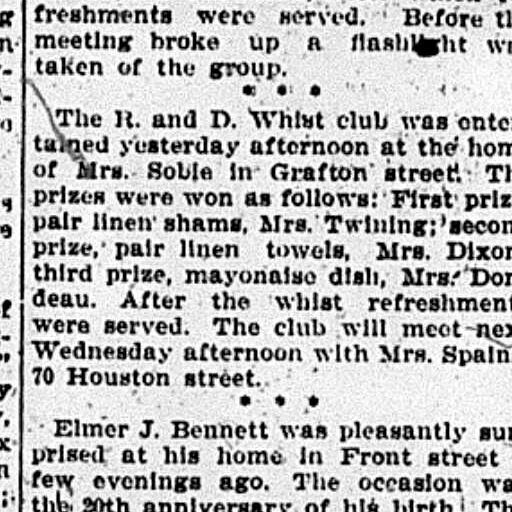 freshments were served. Before th
meeting broke up a flashlight wa
taken of the group.
* * *
The R. and D. Whist club was ente
tained yesterday afternoon at the hom
of Mrs. Soble in Grafton street. Th
prizes were won as follows: First priz
pair linen shams, Mrs. Twining; secon
prize, pair linen towels, Mrs. Dixon
third prize, mayonaise dish, Mrs. Dor
deau. After the whist refreshment
were served. The club will meet nex
Wednesday afternoon with Mrs. Spain
70 Houston street.
* * *
Elmer J. Bennett was pleasantly sur
prised at his home in Front street
few evenings ago. The occasion wa
the 20th anniversary of his birth. Th